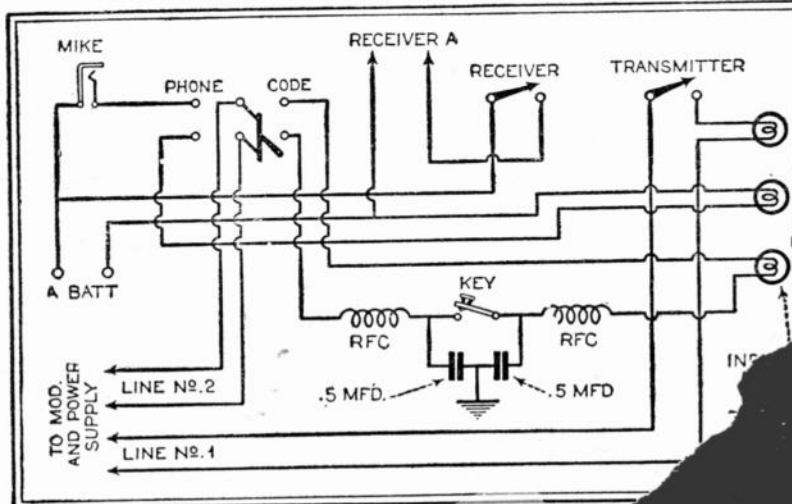 MIKE
RECEIVER A
PHONE
CODE
RECEIVER
TRANSMITTER
A BATT
KEY
RFC
RFC
.5 MFD.
.5 MFD
TO MOD.
AND POWER
SUPPLY
LINE Nº.2
LINE Nº.1